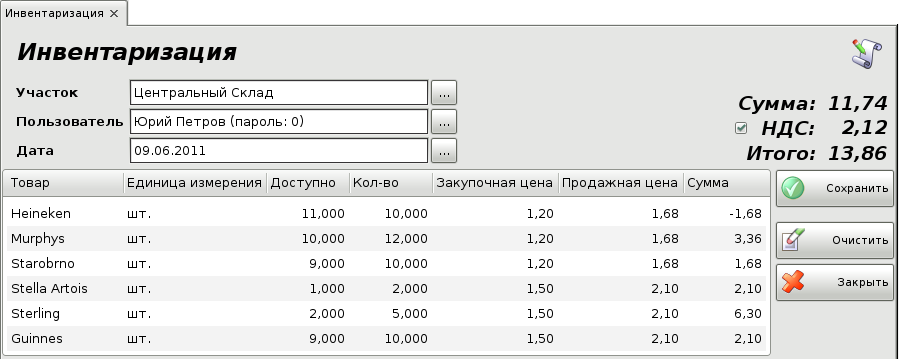 Инвентаризация
Инвентаризация
Участок Центральный Склад ...
Пользователь Юрий Петров (пароль: 0) ...
Дата 09.06.2011 ...
Сумма: 11,74
НДС: 2,12
Итого: 13,86
Товар Единица измерения Доступно Кол-во Закупочная цена Продажная цена Сумма
Heineken шт. 11,000 10,000 1,20 1,68 -1,68
Murphys шт. 10,000 12,000 1,20 1,68 3,36
Starobrno шт. 9,000 10,000 1,20 1,68 1,68
Stella Artois шт. 1,000 2,000 1,50 2,10 2,10
Sterling шт. 2,000 5,000 1,50 2,10 6,30
Guinnes шт. 9,000 10,000 1,50 2,10 2,10
Сохранить
Очистить
Закрыть